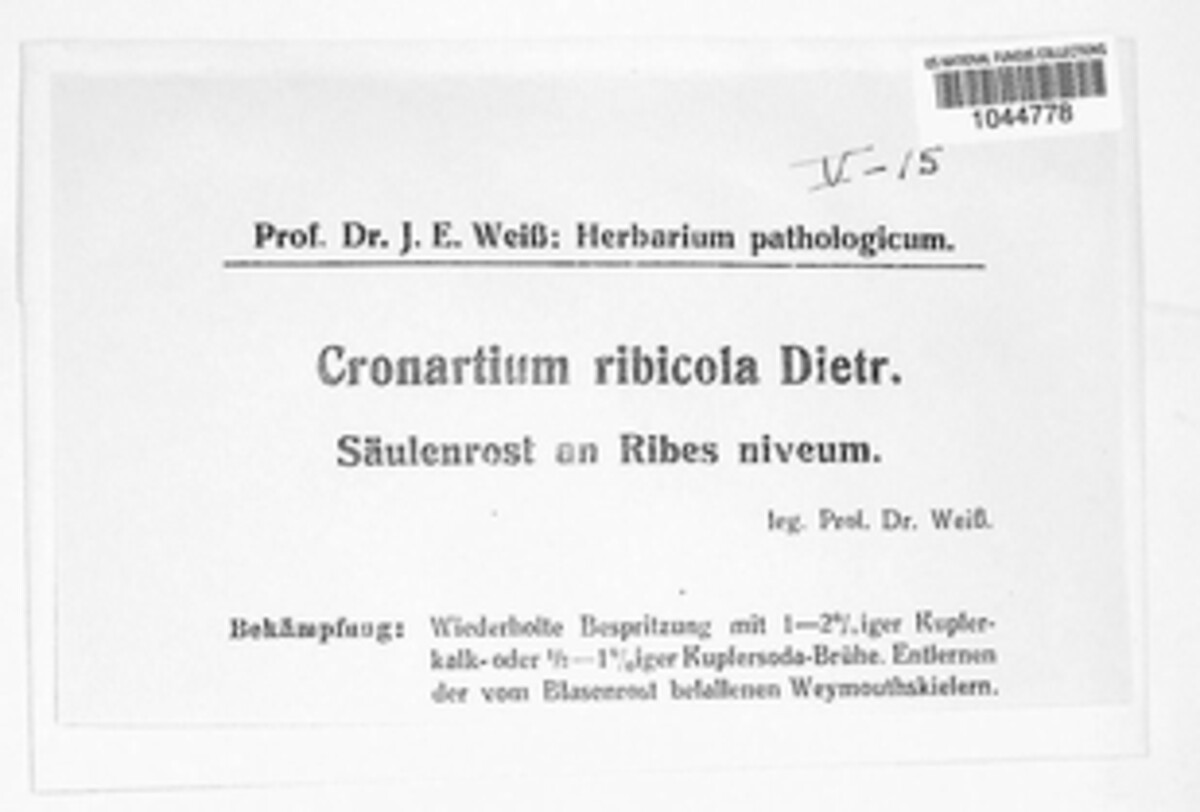 US NATIONAL FUNGUS COLLECTIONS
1044778
V-15
Prof. Dr. J. E. Weiß: Herbarium pathologicum.
Cronartium ribicola Dietr.
Säulenrost an Ribes niveum.
leg. Prof. Dr. Weiß.
Bekämpfung: Wiederholte Bespritzung mit 1—2%iger Kupfer-
kalk- oder ½—1%iger Kupfersoda-Brühe. Entfernen
der vom Blasenrost befallenen Weymouthskiefern.